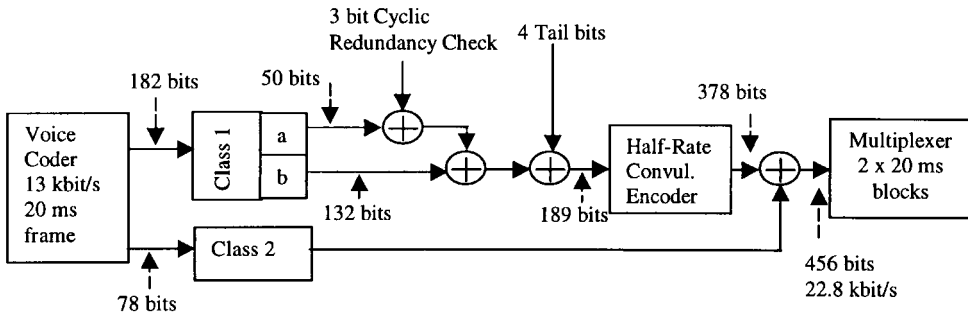 3 bit Cyclic
Redundancy Check
4 Tail bits
182 bits
50 bits
378 bits
Voice
Coder
13 kbit/s
20 ms
frame
Class 1
a
b
Half-Rate
Convul.
Encoder
Multiplexer
2 x 20 ms
blocks
132 bits
189 bits
Class 2
78 bits
456 bits
22.8 kbit/s